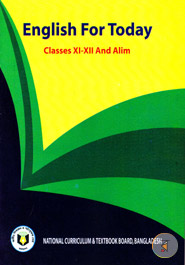 English For Today
Classes XI-XII And Alim
NATIONAL CURRICULUM & TEXTBOOK BOARD, BANGLADESH